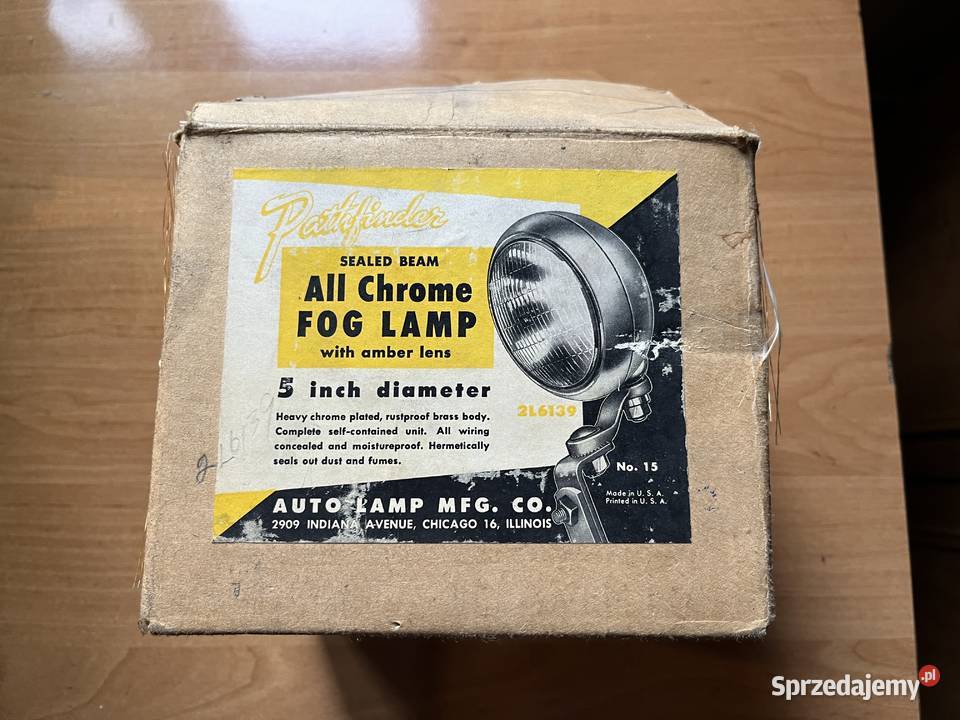 Pathfinder
SEALED BEAM
All Chrome
FOG LAMP
with amber lens
5 inch diameter
Heavy chrome plated, rustproof brass body.
Complete self-contained unit. All wiring
concealed and moistureproof. Hermetically
seals out dust and fumes.
2L6139
No. 15
Made in U. S. A.
Printed in U. S. A.
AUTO LAMP MFG. CO.
2909 INDIANA AVENUE, CHICAGO 16, ILLINOIS
2L6139
Sprzedajemy.pl